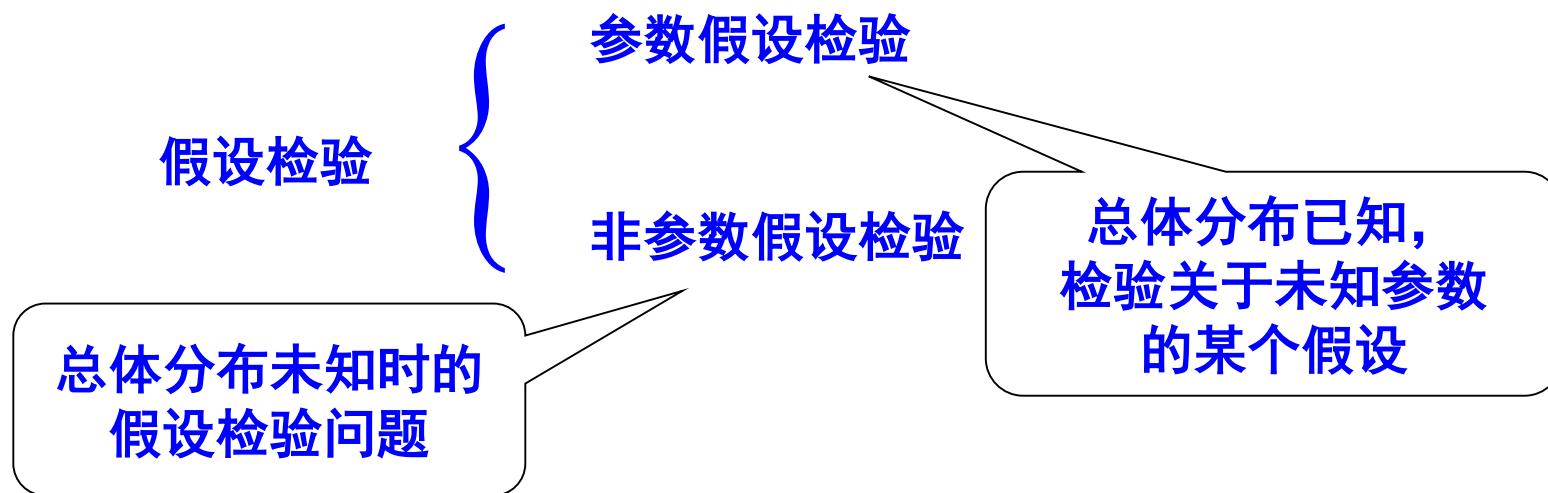 参数假设检验
假设检验
非参数假设检验
总体分布已知，
检验关于未知参数
的某个假设
总体分布未知时的
假设检验问题